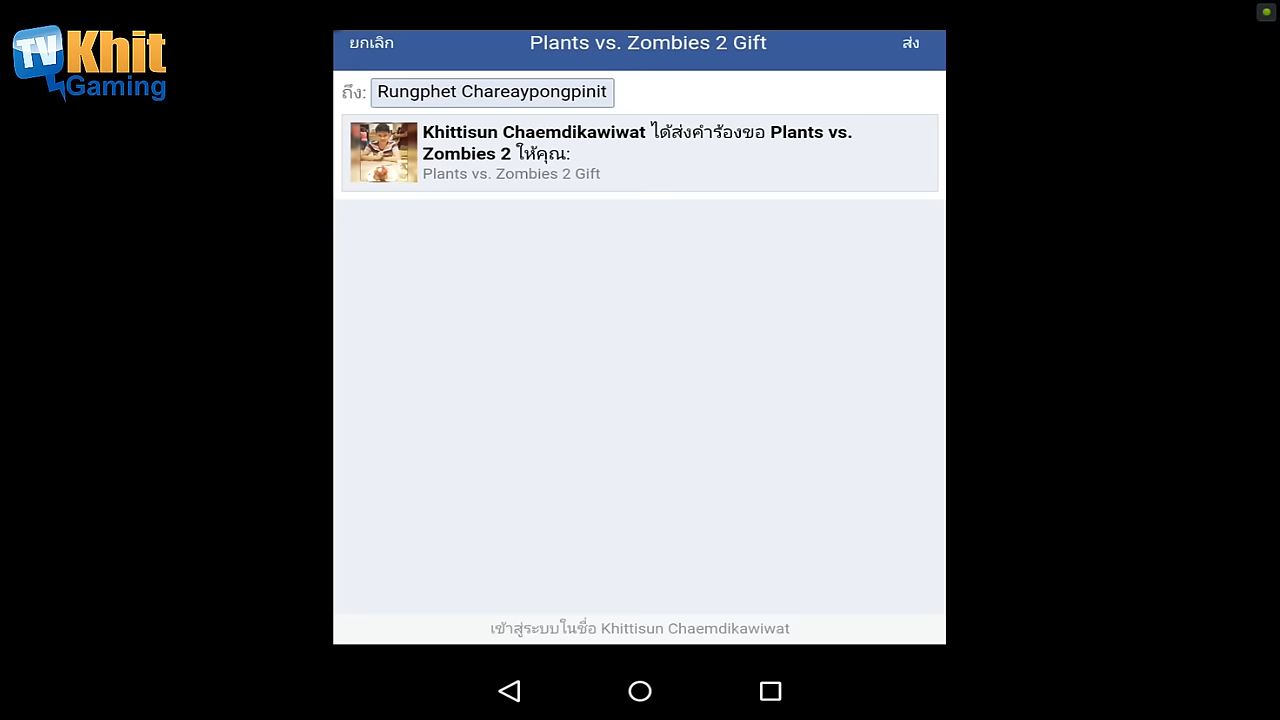 TV Khit
Gaming
ยกเลิก Plants vs. Zombies 2 Gift ส่ง
ถึง: Rungphet Chareaypongpinit
Khittisun Chaemdikawiwat ได้ส่งคำร้องขอ Plants vs.
Zombies 2 ให้คุณ:
Plants vs. Zombies 2 Gift
เข้าสู่ระบบในชื่อ Khittisun Chaemdikawiwat